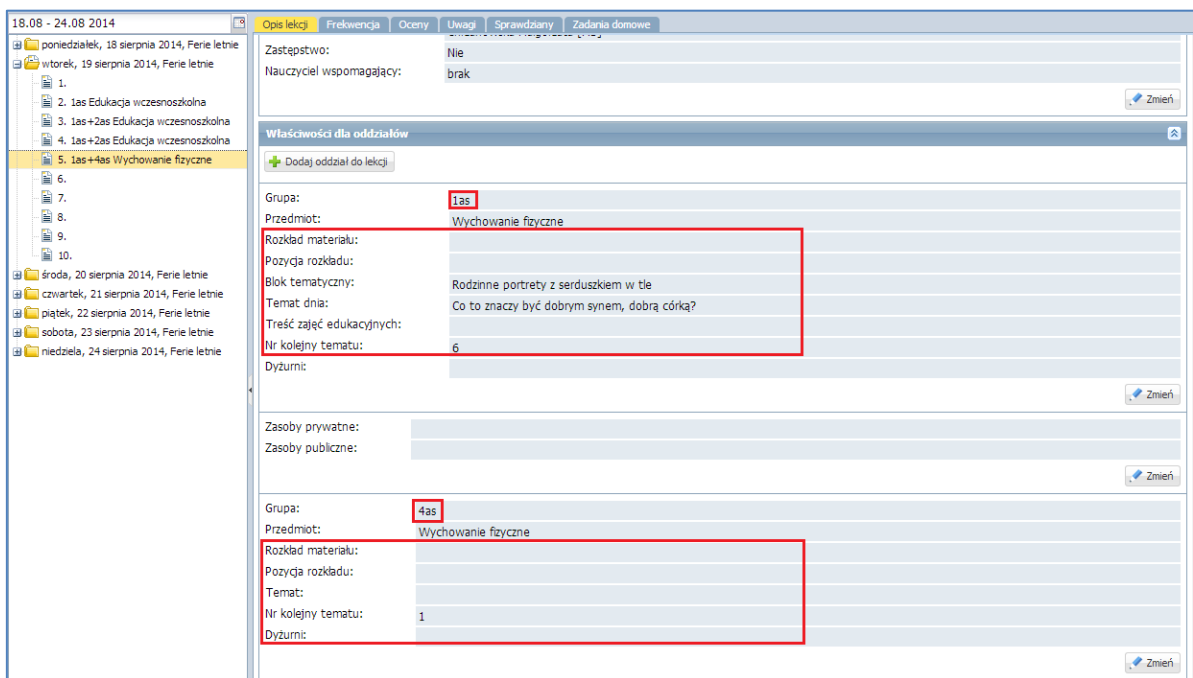 18.08 - 24.08 2014
poniedziałek, 18 sierpnia 2014, Ferie letnie
wtorek, 19 sierpnia 2014, Ferie letnie
1.
2. 1as Edukacja wczesnoszkolna
3. 1as+2as Edukacja wczesnoszkolna
4. 1as+2as Edukacja wczesnoszkolna
5. 1as+4as Wychowanie fizyczne
6.
7.
8.
9.
10.
środa, 20 sierpnia 2014, Ferie letnie
czwartek, 21 sierpnia 2014, Ferie letnie
piątek, 22 sierpnia 2014, Ferie letnie
sobota, 23 sierpnia 2014, Ferie letnie
niedziela, 24 sierpnia 2014, Ferie letnie
Opis lekcji Frekwencja Oceny Uwagi Sprawdziany Zadania domowe
Zastępstwo: Nie
Nauczyciel wspomagający: brak
Zmień
Właściwości dla oddziałów
Dodaj oddział do lekcji
Grupa: 1as
Przedmiot: Wychowanie fizyczne
Rozkład materiału:
Pozycja rozkładu:
Blok tematyczny: Rodzinne portrety z serduszkiem w tle
Temat dnia: Co to znaczy być dobrym synem, dobrą córką?
Treść zajęć edukacyjnych:
Nr kolejny tematu: 6
Dyżurni:
Zmień
Zasoby prywatne:
Zasoby publiczne:
Zmień
Grupa: 4as
Przedmiot: Wychowanie fizyczne
Rozkład materiału:
Pozycja rozkładu:
Temat:
Nr kolejny tematu: 1
Dyżurni:
Zmień